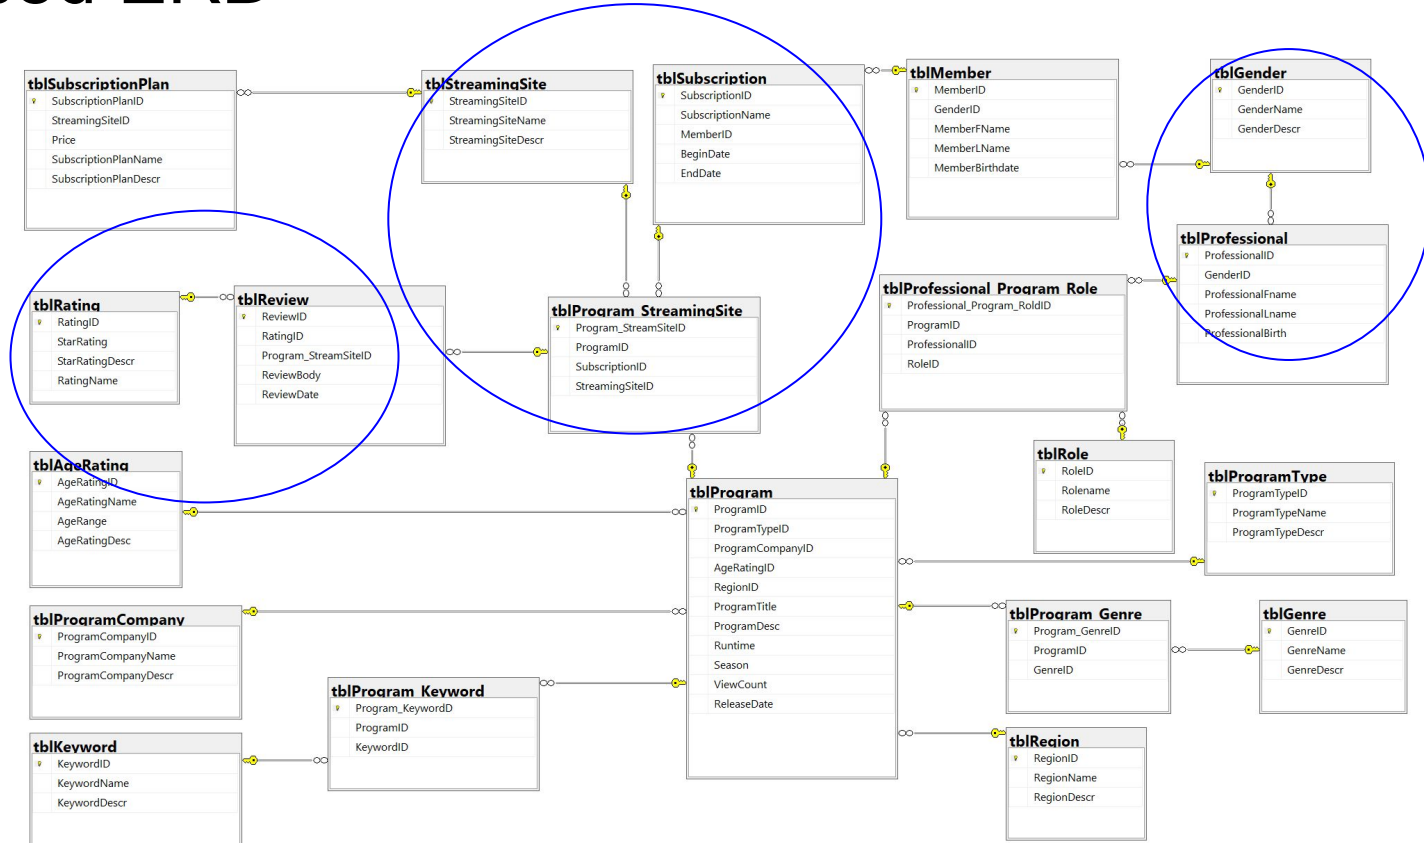 tblSubscriptionPlan
SubscriptionPlanID
StreamingSiteID
Price
SubscriptionPlanName
SubscriptionPlanDescr
tblStreamingSite
StreamingSiteID
StreamingSiteName
StreamingSiteDescr
tblSubscription
SubscriptionID
SubscriptionName
MemberID
BeginDate
EndDate
tblMember
MemberID
GenderID
MemberFName
MemberLName
MemberBirthdate
tblGender
GenderID
GenderName
GenderDescr
tblRating
RatingID
StarRating
StarRatingDescr
RatingName
tblReview
ReviewID
RatingID
Program_StreamSiteID
ReviewBody
ReviewDate
tblProgram_StreamingSite
Program_StreamSiteID
ProgramID
SubscriptionID
StreamingSiteID
tblProfessional_Program_Role
Professional_Program_RoldID
ProgramID
ProfessionalID
RoleID
tblProfessional
ProfessionalID
GenderID
ProfessionalFname
ProfessionalLname
ProfessionalBirth
tblAgeRating
AgeRatingID
AgeRatingName
AgeRange
AgeRatingDesc
tblProgram
ProgramID
ProgramTypeID
ProgramCompanyID
AgeRatingID
RegionID
ProgramTitle
ProgramDesc
Runtime
Season
ViewCount
ReleaseDate
tblRole
RoleID
Rolename
RoleDescr
tblProgramType
ProgramTypeID
ProgramTypeName
ProgramTypeDescr
tblProgramCompany
ProgramCompanyID
ProgramCompanyName
ProgramCompanyDescr
tblProgram_Genre
Program_GenreID
ProgramID
GenreID
tblGenre
GenreID
GenreName
GenreDescr
tblProgram_Keyword
Program_KeywordD
ProgramID
KeywordID
tblKeyword
KeywordID
KeywordName
KeywordDescr
tblRegion
RegionID
RegionName
RegionDescr